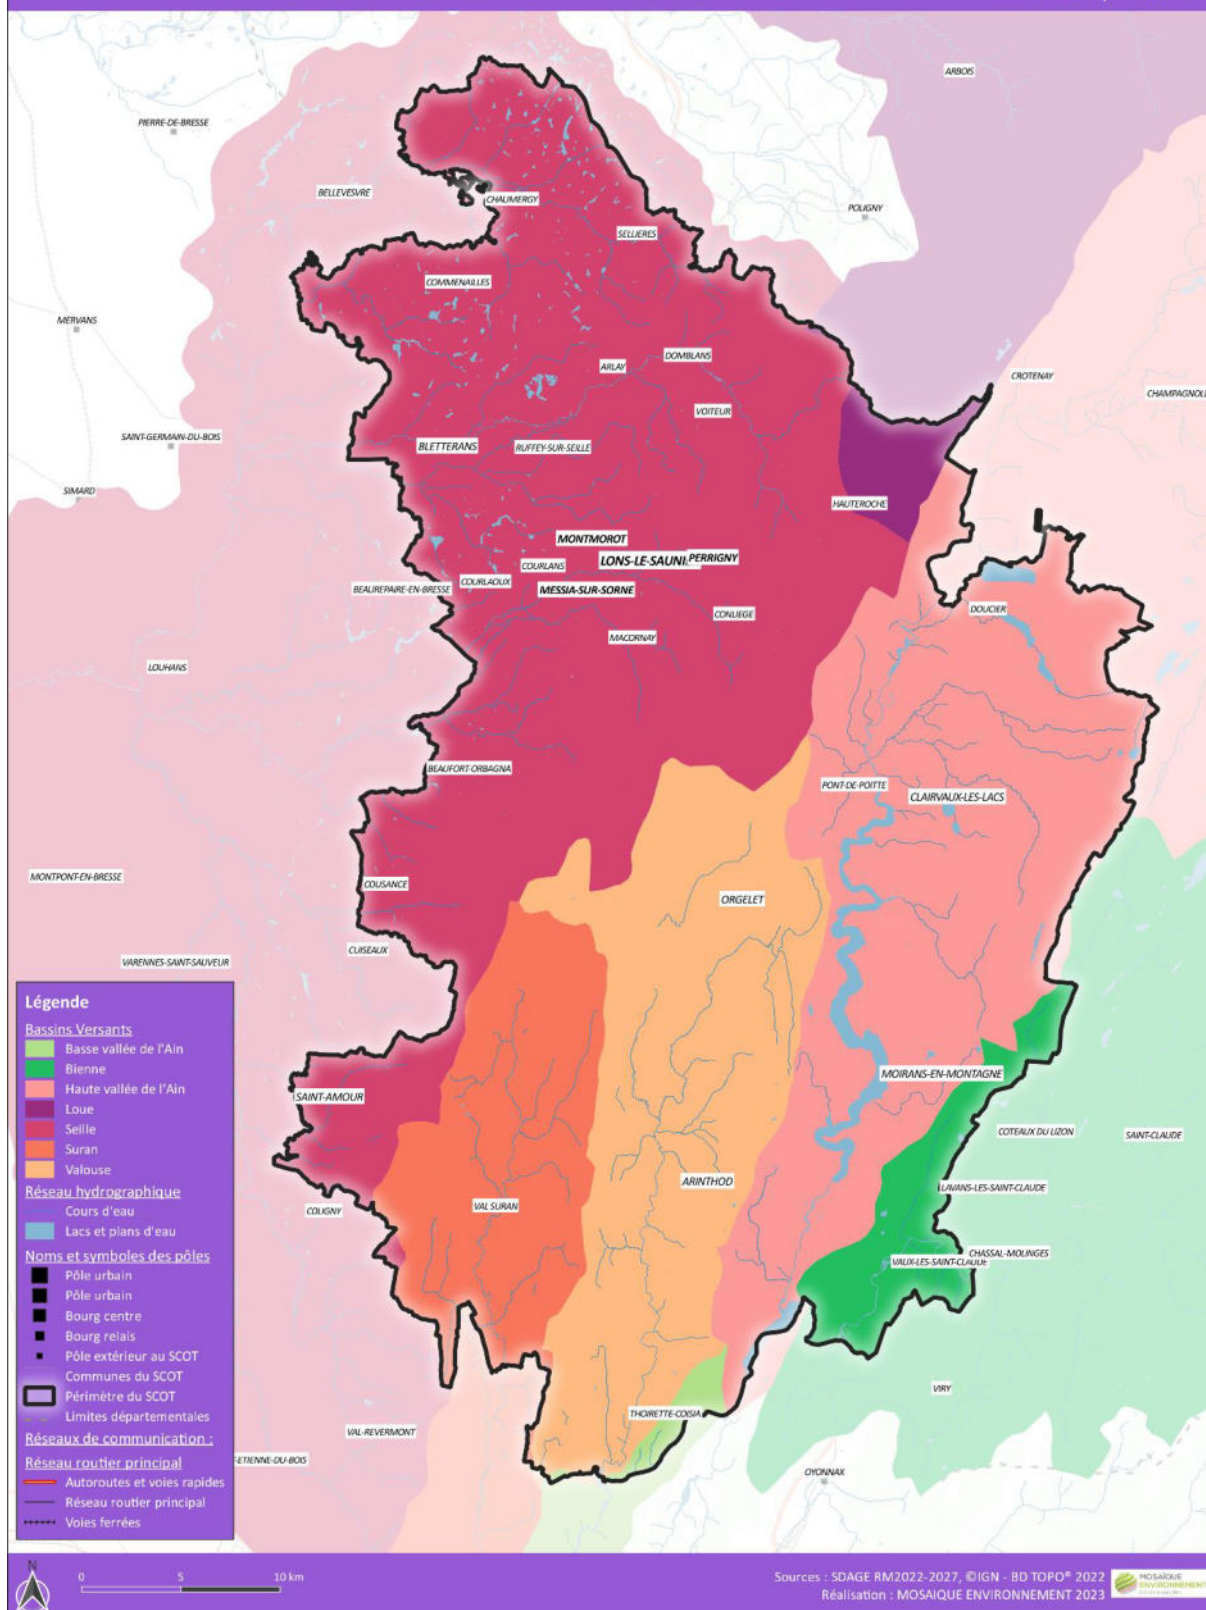 ARBOIS
PIERRE-DE-BRESSE
BELLEVESVRE
CHAUMERGY
POLIGNY
SELLIERES
COMMENAILLES
MERVANS
DOMBLANS
ARLAY
CROTENAY
CHAMPAGNOLE
VOITEUR
SAINT-GERMAIN-DU-BOIS
BLETTERANS
RUFFEY-SUR-SEILLE
SIMARD
HAUTEROCHE
MONTMOROT
LONS-LE-SAUNI
PERRIGNY
COURLANS
COURLAOUX
BEAUREPAIRE-EN-BRESSE
MESSIA-SUR-SORNE
DOUCIER
CONLIEGE
MACORNAY
LOUHANS
BEAUFORT-ORBAGNA
PONT-DE-POITTE
CLAIRVAUX-LES-LACS
MONTPONT-EN-BRESSE
COUSANCE
ORGELET
CUISEAUX
VARENNES-SAINT-SAUVEUR
MOIRANS-EN-MONTAGNE
SAINT-AMOUR
COTEAUX DU LIZON
SAINT-CLAUDE
ARINTHOD
LAVANS-LES-SAINT-CLAUDE
VAL SURAN
COLIGNY
CHASSAL-MOLINGES
VAUX-LES-SAINT-CLAUDE
VIRY
THOIRETTE-COISIA
VAL-REVERMONT
-ETIENNE-DU-BOIS
OYONNAX
Légende
Bassins Versants
Basse vallée de l'Ain
Bienne
Haute vallée de l'Ain
Loue
Seille
Suran
Valouse
Réseau hydrographique
Cours d'eau
Lacs et plans d'eau
Noms et symboles des pôles
Pôle urbain
Pôle urbain
Bourg centre
Bourg relais
Pôle extérieur au SCOT
Communes du SCOT
Périmètre du SCOT
Limites départementales
Réseaux de communication :
Réseau routier principal
Autoroutes et voies rapides
Réseau routier principal
Voies ferrées
N
0 5 10 km
Sources : SDAGE RM2022-2027, ©IGN - BD TOPO® 2022
Réalisation : MOSAIQUE ENVIRONNEMENT 2023
MOSAÏQUE
ENVIRONNEMENT